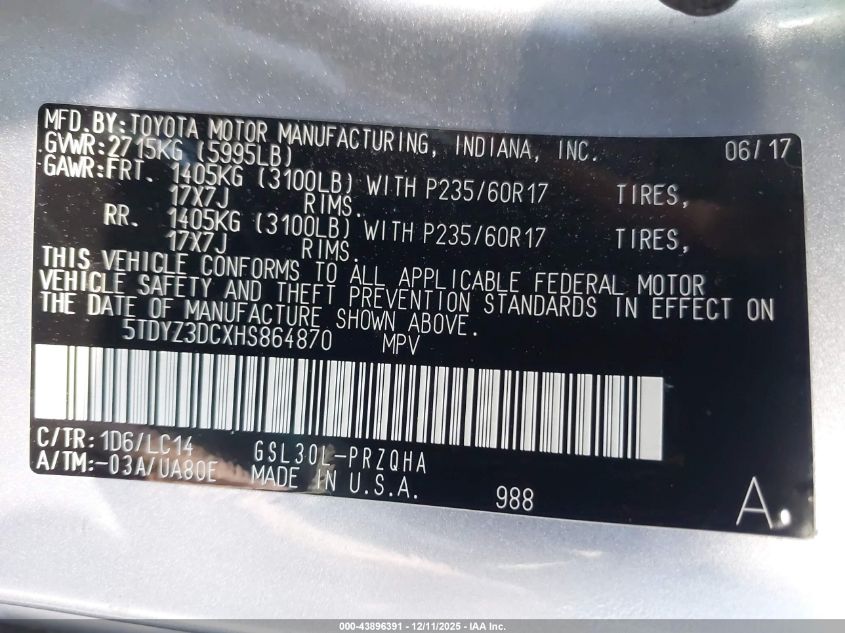 MFD.BY:TOYOTA MOTOR MANUFACTURING, INDIANA, INC. 06/17
GVWR:2715KG (5995LB)
GAWR:FRT. 1405KG (3100LB) WITH P235/60R17 TIRES,
17X7J RIMS.
RR. 1405KG (3100LB) WITH P235/60R17 TIRES,
17X7J RIMS.
THIS VEHICLE CONFORMS TO ALL APPLICABLE FEDERAL MOTOR
VEHICLE SAFETY AND THEFT PREVENTION STANDARDS IN EFFECT ON
THE DATE OF MANUFACTURE SHOWN ABOVE.
5TDYZ3DCXHS864870 MPV
C/TR:1D6/LC14 GSL30L-PRZQHA
A/TM:-03A/UA80E MADE IN U.S.A. 988 A.
000-43896391 - 12/11/2025 - IAA Inc.